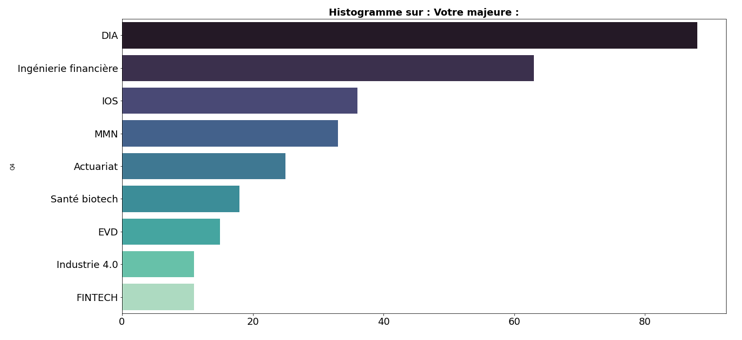 Histogramme sur : Votre majeure :
DIA
Ingénierie financière
IOS
MMN
Actuariat
Q4
Santé biotech
EVD
Industrie 4.0
FINTECH
0 20 40 60 80